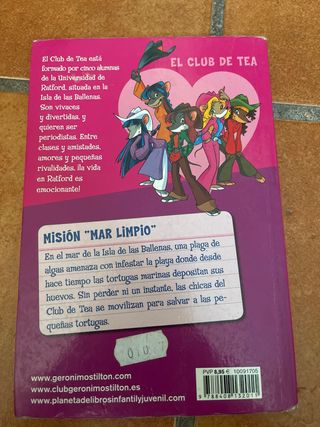 EL CLUB DE TEA
El Club de Tea está
formado por cinco alumnas
de la Universidad de
Ratford, situada en la
Isla de las Ballenas.
Son vivaces
y divertidas, y
quieren ser
periodistas. Entre
clases y amistades,
amores y pequeñas
rivalidades, ¡la vida
en Ratford es
emocionante!
MISIÓN "MAR LIMPIO"
En el mar de la Isla de las Ballenas, una plaga de
algas amenaza con infestar la playa donde desde
hace tiempo las tortugas marinas depositan sus
huevos. Sin perder ni un instante, las chicas del
Club de Tea se movilizan para salvar a las pe-
queñas tortugas.
www.geronimostilton.com
www.clubgeronimostilton.es
www.planetadelibrosinfantilyjuvenil.com
PVP 8,95 € 10091705
9 788408 132011